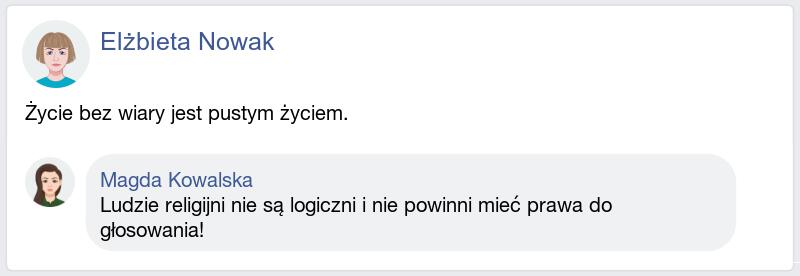 Elżbieta Nowak
Życie bez wiary jest pustym życiem.
Magda Kowalska
Ludzie religijni nie są logiczni i nie powinni mieć prawa do
głosowania!